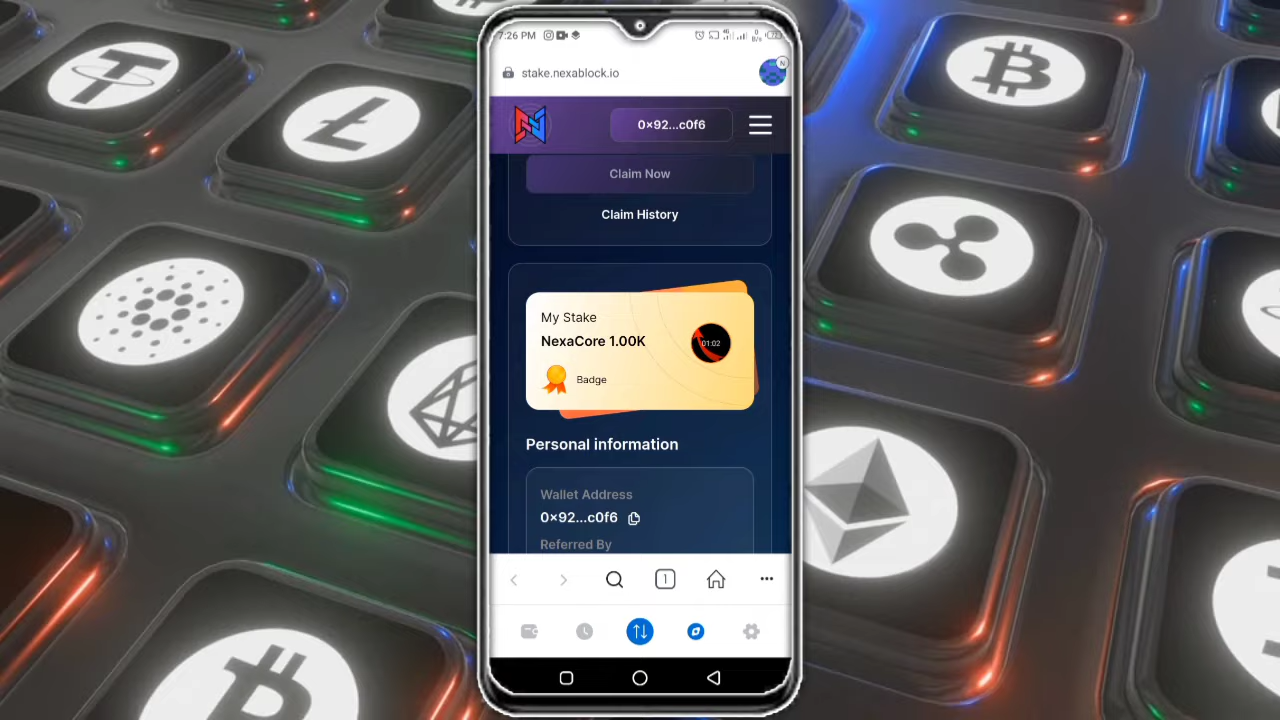 7:26 PM
stake.nexablock.io
N
0×92...c0f6
Claim Now
Claim History
My Stake
NexaCore 1.00K
01:02
Badge
Personal information
Wallet Address
0×92...c0f6
Referred By
1